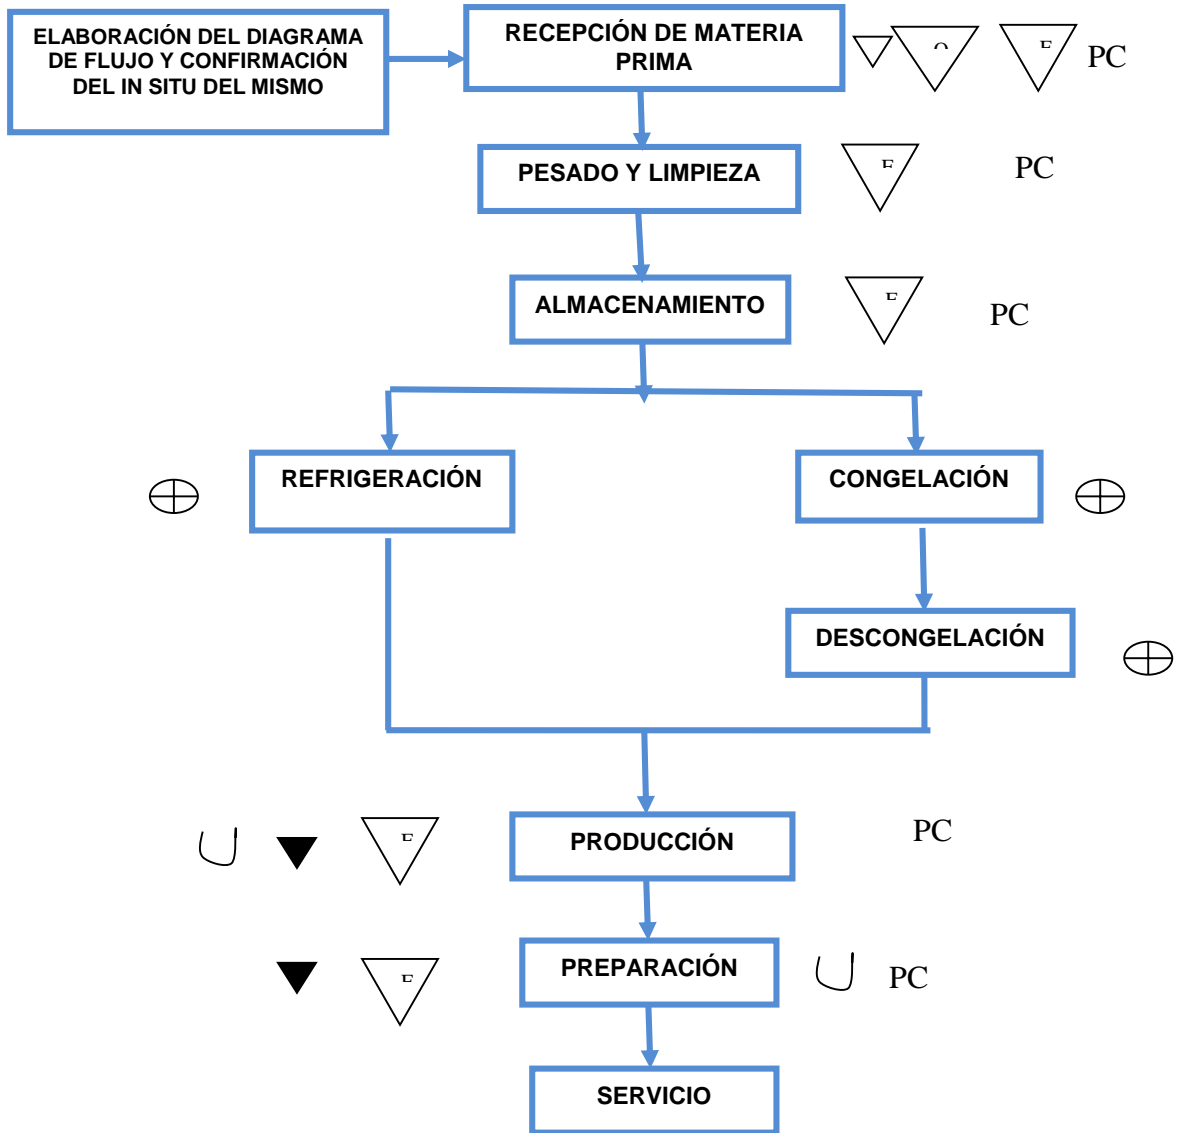 ELABORACIÓN DEL DIAGRAMA
DE FLUJO Y CONFIRMACIÓN
DEL IN SITU DEL MISMO
RECEPCIÓN DE MATERIA
PRIMA
PC
PESADO Y LIMPIEZA
PC
ALMACENAMIENTO
PC
REFRIGERACIÓN
CONGELACIÓN
DESCONGELACIÓN
PRODUCCIÓN
PC
PREPARACIÓN
PC
SERVICIO